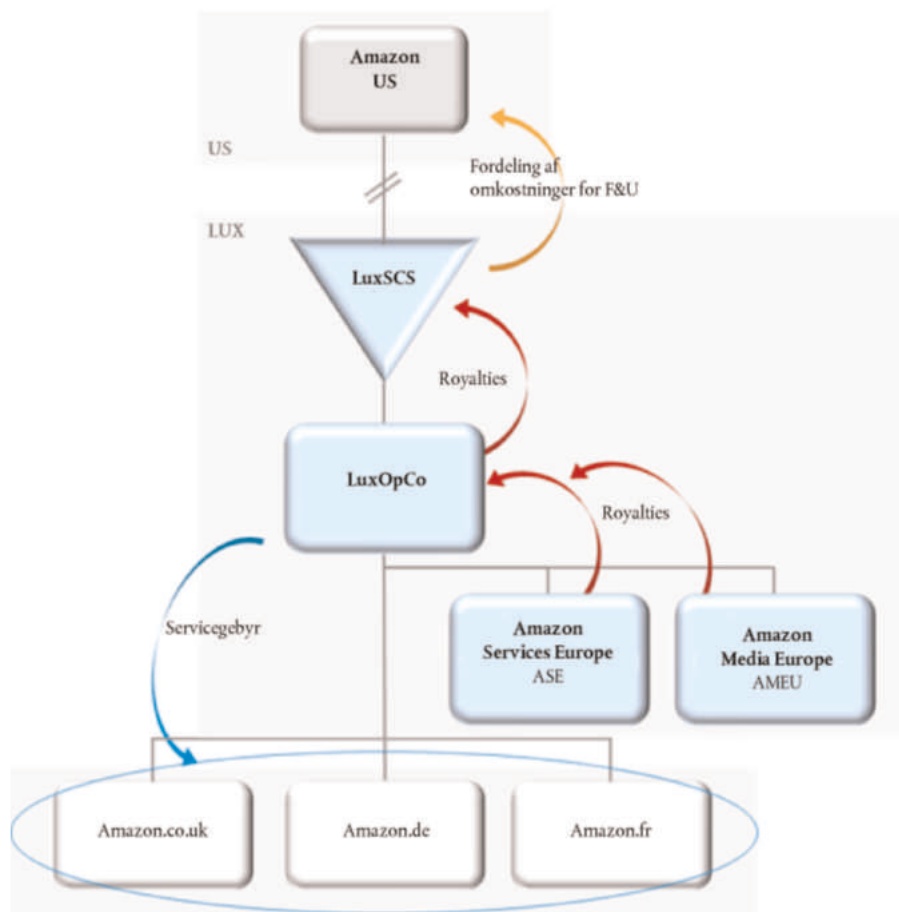 Amazon
US
US
Fordeling af
omkostninger for F&U
LUX
LuxSCS
Royalties
LuxOpCo
Royalties
Servicegebyr
Amazon
Services Europe
ASE
Amazon
Media Europe
AMEU
Amazon.co.uk
Amazon.de
Amazon.fr